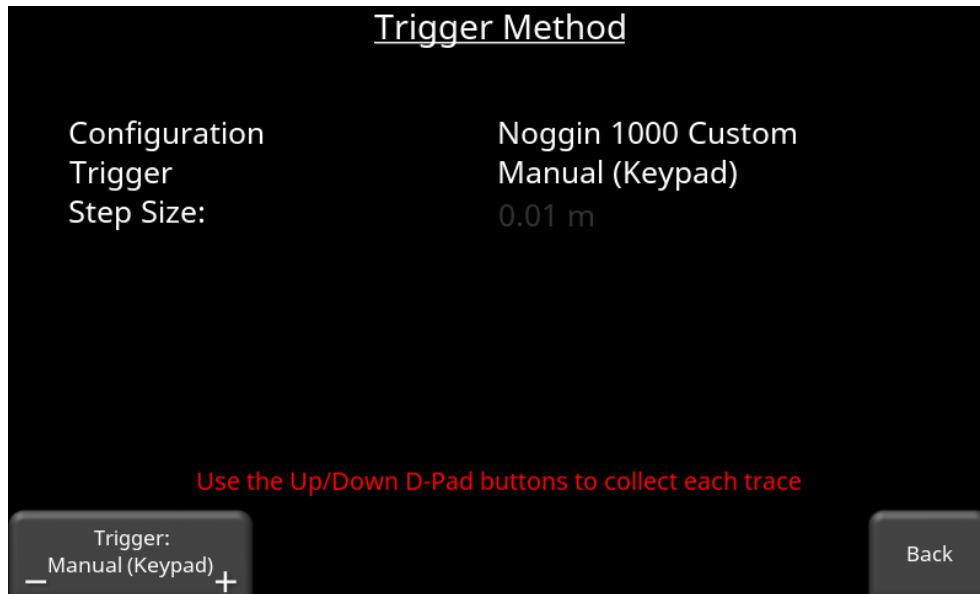 Trigger Method
Configuration Noggin 1000 Custom
Trigger Manual (Keypad)
Step Size: 0.01 m
Use the Up/Down D-Pad buttons to collect each trace
Trigger:
Manual (Keypad)
− +
Back